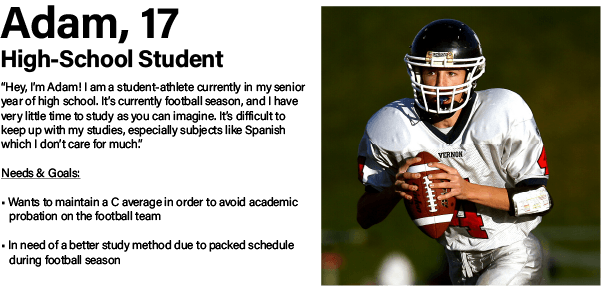 Adam, 17
High-School Student
“Hey, I’m Adam! I am a student-athlete currently in my senior
year of high school. It’s currently football season, and I have
very little time to study as you can imagine. It’s difficult to
keep up with my studies, especially subjects like Spanish
which I don’t care for much.”
Needs & Goals:
• Wants to maintain a C average in order to avoid academic
probation on the football team
• In need of a better study method due to packed schedule
during football season
VERNON
4